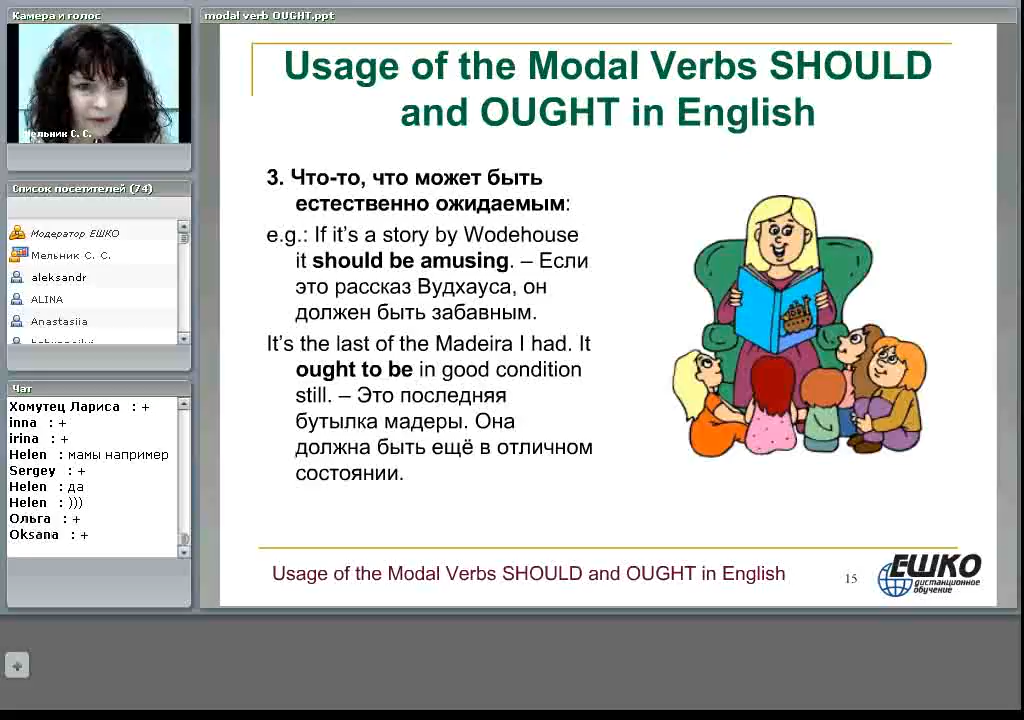 Камера и голос
Мельник С. С.
Список посетителей (74)
Модератор ЕШКО
Мельник С. С.
aleksandr
ALINA
Anastasiia
Чат
Хомутец Лариса : +
inna : +
irina : +
Helen : мамы например
Sergey : +
Helen : да
Helen : )))
Ольга : +
Oksana : +
modal verb OUGHT.ppt
Usage of the Modal Verbs SHOULD
and OUGHT in English
3. Что-то, что может быть
естественно ожидаемым:
e.g.: If it's a story by Wodehouse
it should be amusing. – Если
это рассказ Вудхауса, он
должен быть забавным.
It's the last of the Madeira I had. It
ought to be in good condition
still. – Это последняя
бутылка мадеры. Она
должна быть ещё в отличном
состоянии.
Usage of the Modal Verbs SHOULD and OUGHT in English
15
ЕШКО
дистанционное
обучение